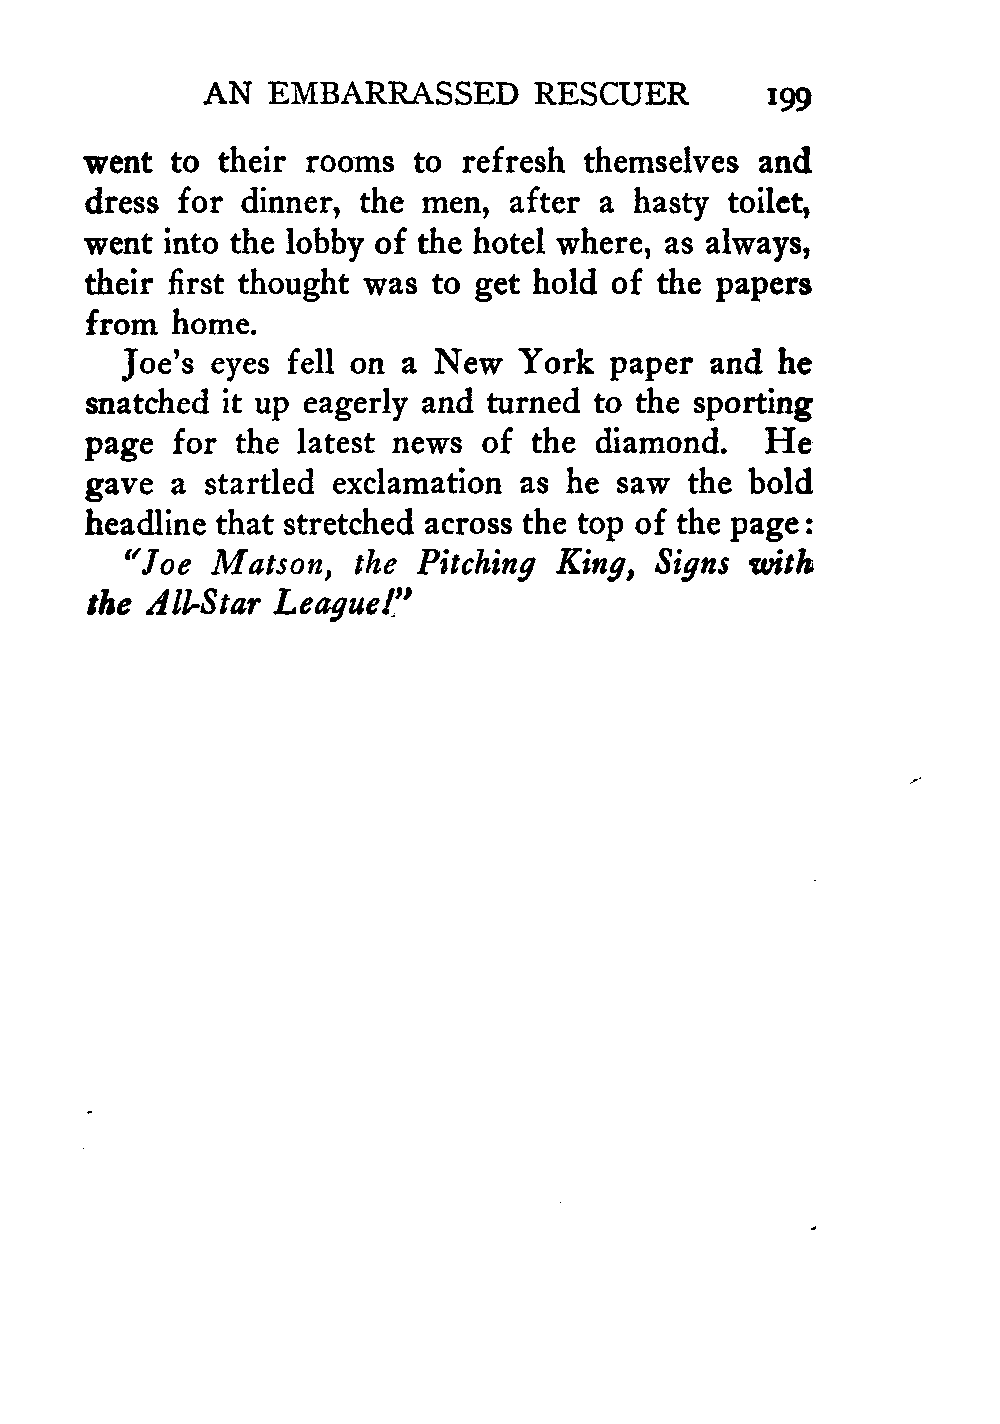 AN EMBARRASSED RESCUER 199
went to their rooms to refresh themselves and
dress for dinner, the men, after a hasty toilet,
went into the lobby of the hotel where, as always,
their first thought was to get hold of the papers
from home.
Joe's eyes fell on a New York paper and he
snatched it up eagerly and turned to the sporting
page for the latest news of the diamond. He
gave a startled exclamation as he saw the bold
headline that stretched across the top of the page:
"Joe Matson, the Pitching King, Signs with
the All-Star League!"